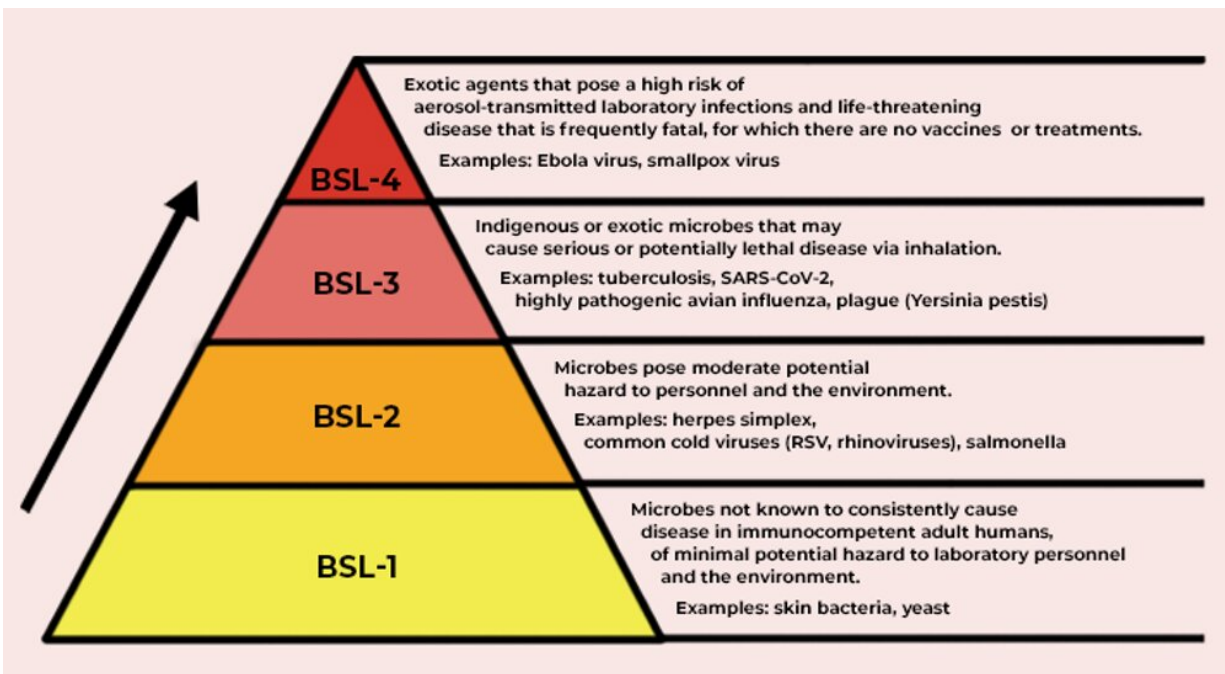 Exotic agents that pose a high risk of
aerosol-transmitted laboratory infections and life-threatening
disease that is frequently fatal, for which there are no vaccines or treatments.
Examples: Ebola virus, smallpox virus
BSL-4
Indigenous or exotic microbes that may
cause serious or potentially lethal disease via inhalation.
BSL-3
Examples: tuberculosis, SARS-CoV-2,
highly pathogenic avian influenza, plague (Yersinia pestis)
Microbes pose moderate potential
hazard to personnel and the environment.
BSL-2
Examples: herpes simplex,
common cold viruses (RSV, rhinoviruses), salmonella
Microbes not known to consistently cause
disease in immunocompetent adult humans,
of minimal potential hazard to laboratory personnel
and the environment.
BSL-1
Examples: skin bacteria, yeast